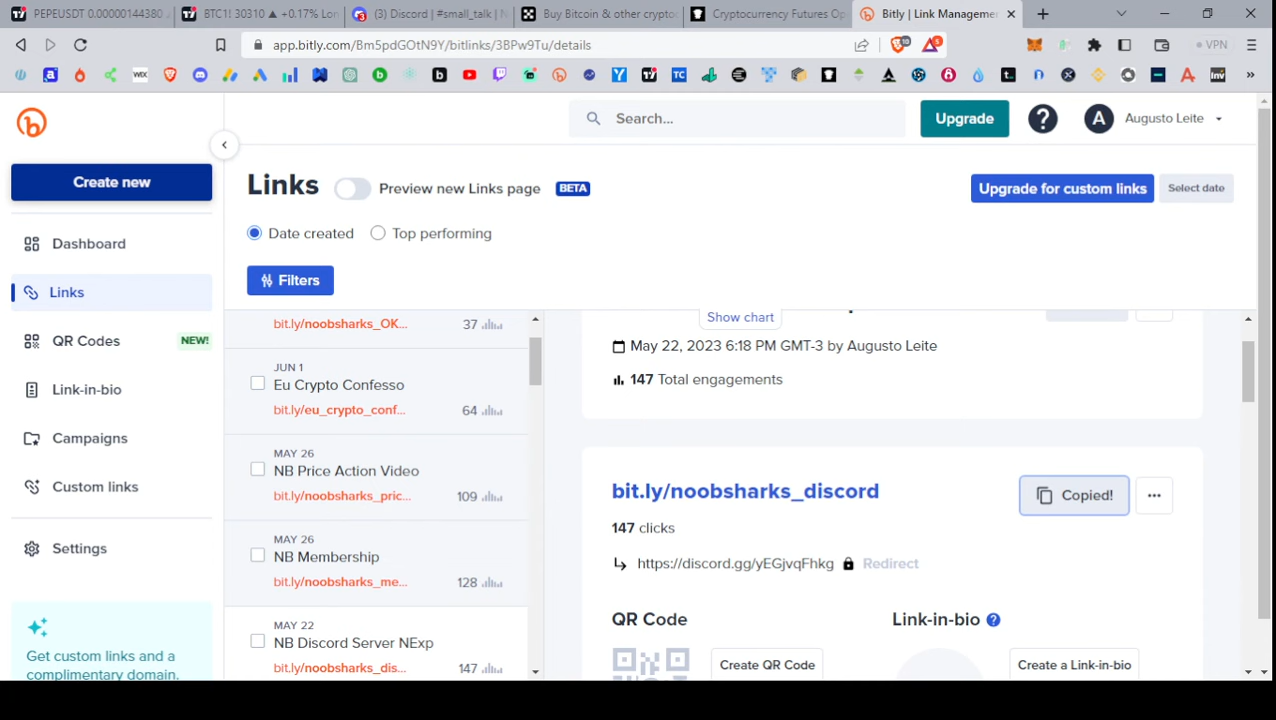 PEPEUSDT 0.0000144380
BTC1! 30310 ▲ +0.17% Lon
(3) Discord | #small_talk | N
Buy Bitcoin & other crypto
Cryptocurrency Futures Op
Bitly | Link Manageme
app.bitly.com/Bm5pdGOtN9Y/bitlinks/3BPw9Tu/details
VPN
Search...
Upgrade
A
Augusto Leite
Create new
Links
Preview new Links page
BETA
Upgrade for custom links
Select date
Dashboard
Date created
Top performing
Links
Filters
QR Codes
NEW!
Link-in-bio
Campaigns
Custom links
Settings
Get custom links and a
complimentary domain.
bit.ly/noobsharks_OK...
37
JUN 1
Eu Crypto Confesso
bit.ly/eu_crypto_conf...
64
MAY 26
NB Price Action Video
bit.ly/noobsharks_pric...
109
MAY 26
NB Membership
bit.ly/noobsharks_me...
128
MAY 22
NB Discord Server NExp
bit.ly/noobsharks_dis...
147
Show chart
May 22, 2023 6:18 PM GMT-3 by Augusto Leite
147 Total engagements
bit.ly/noobsharks_discord
Copied!
147 clicks
https://discord.gg/yEGjvqFhkg
Redirect
QR Code
Link-in-bio
Create QR Code
Create a Link-in-bio